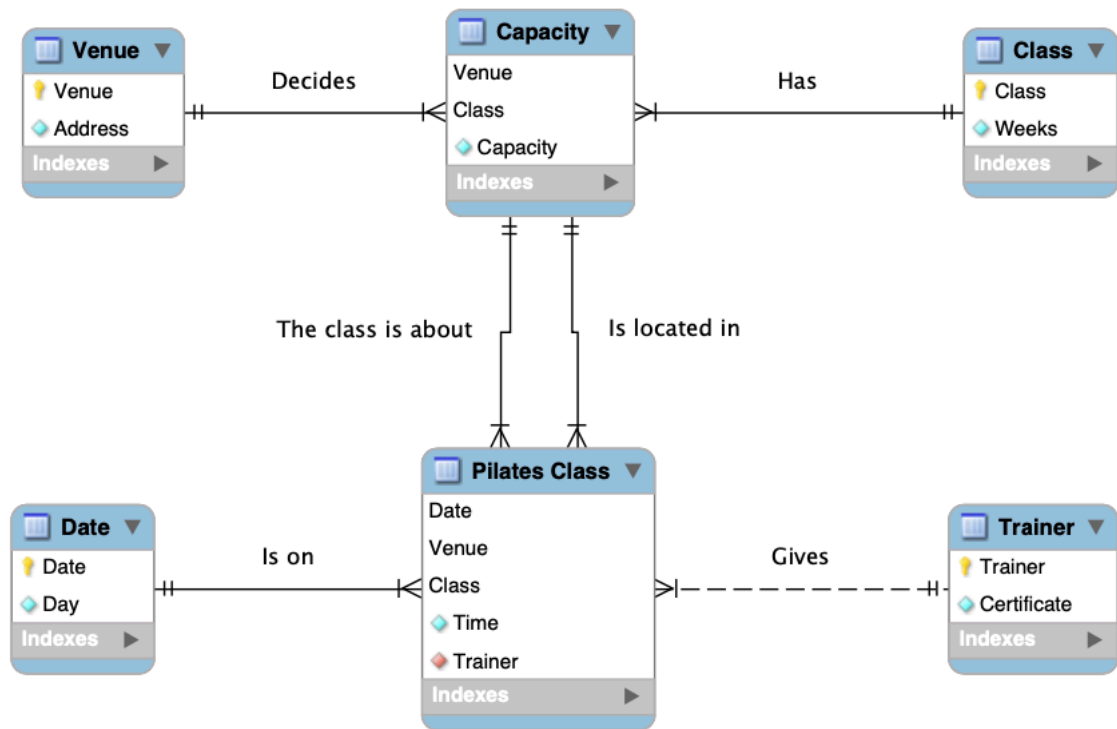 Venue
Venue
Address
Indexes
Decides
Capacity
Venue
Class
Capacity
Indexes
Has
Class
Class
Weeks
Indexes
The class is about
Is located in
Date
Date
Day
Indexes
Is on
Pilates Class
Date
Venue
Class
Time
Trainer
Indexes
Gives
Trainer
Trainer
Certificate
Indexes